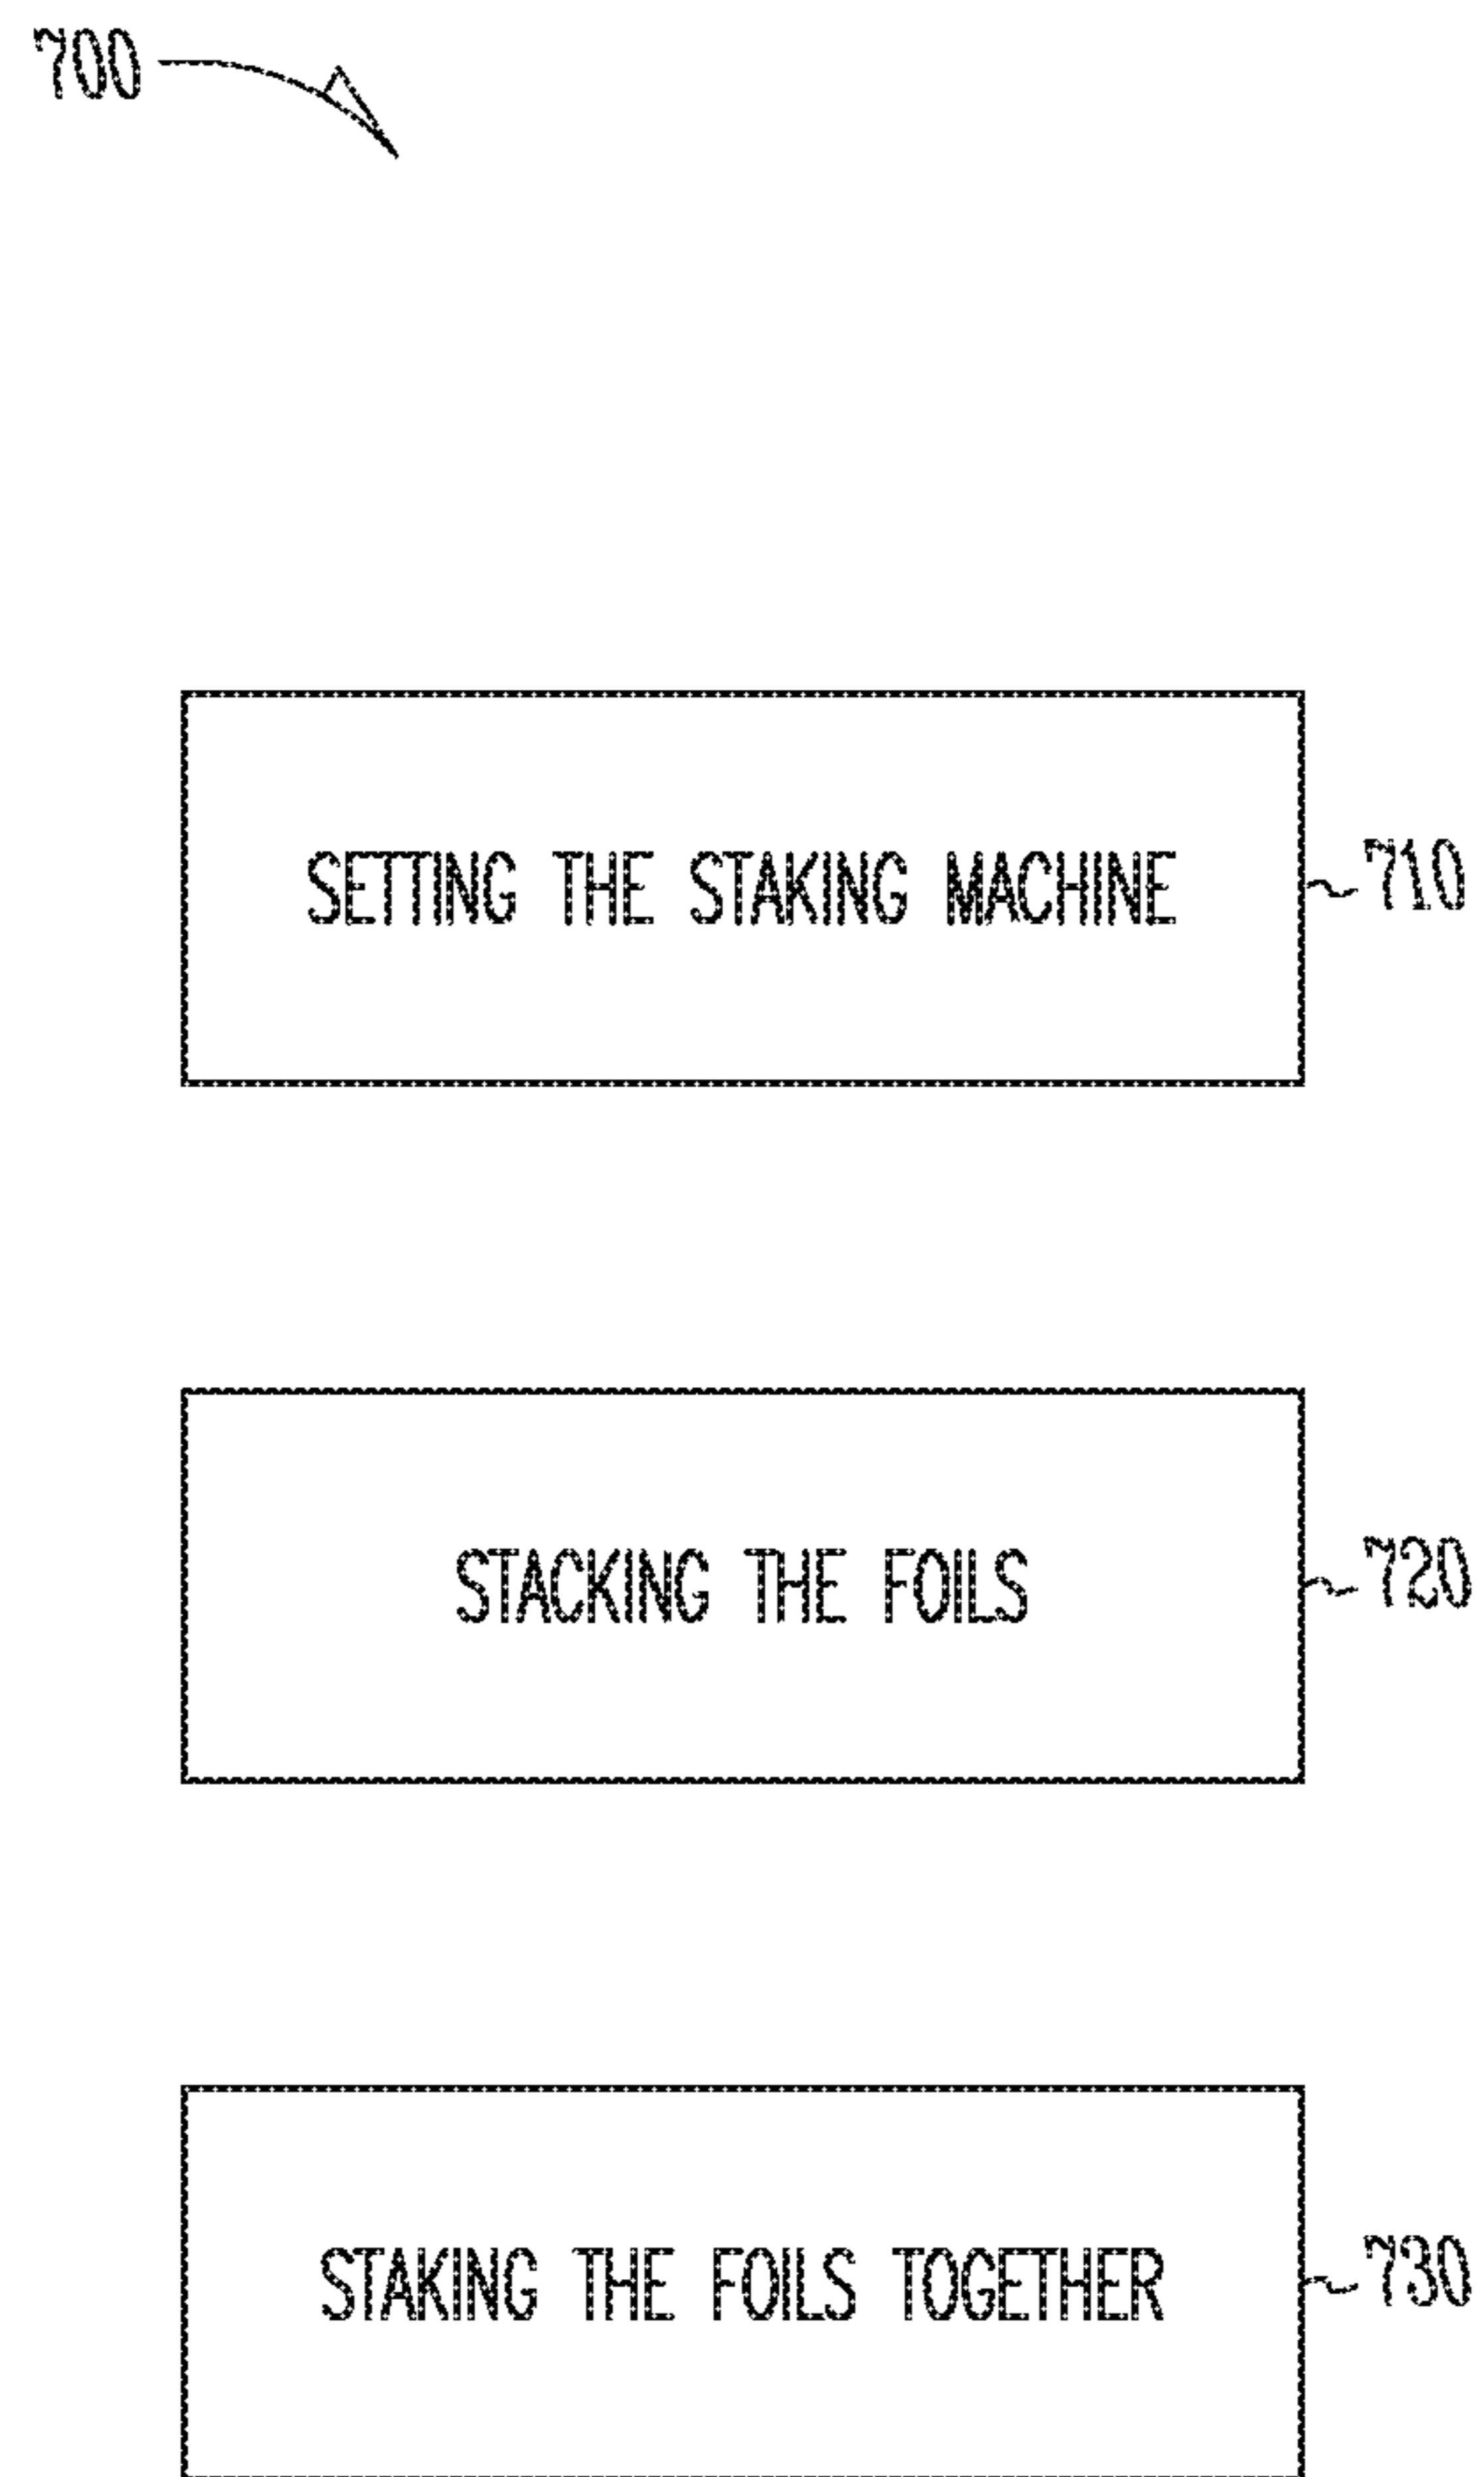 700
SETTING THE STAKING MACHINE 710
STACKING THE FOILS 720
STAKING THE FOILS TOGETHER 730